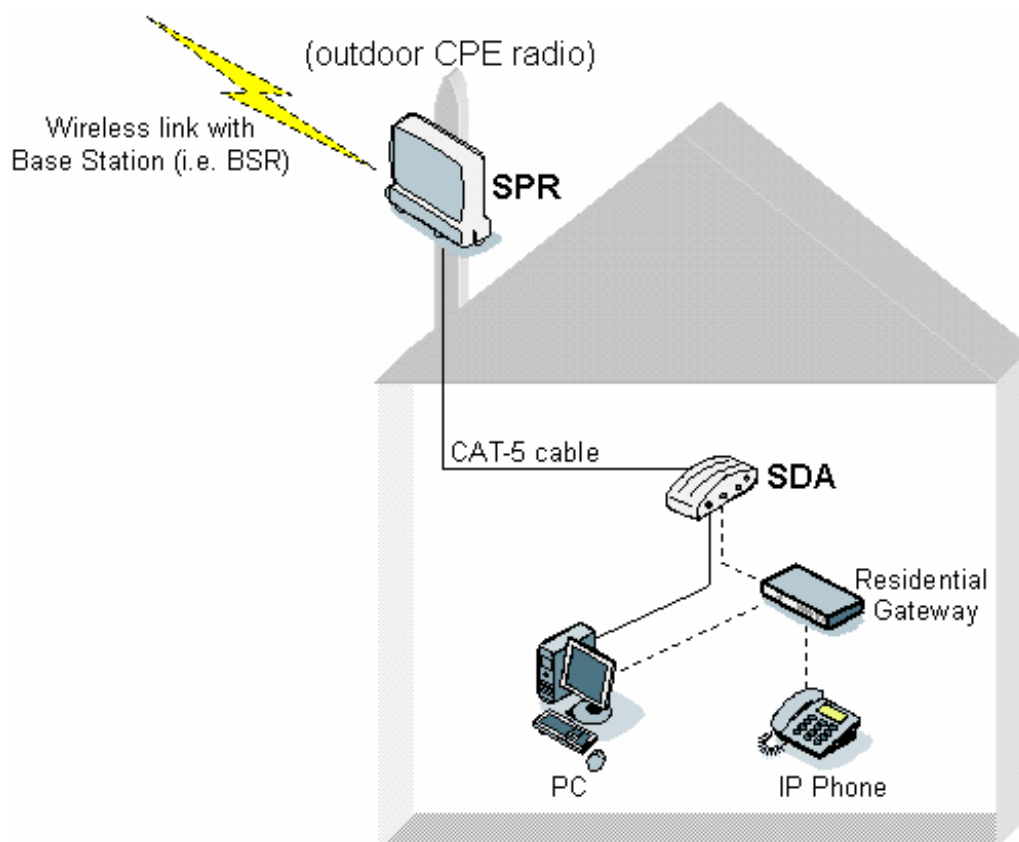 (outdoor CPE radio)
Wireless link with
Base Station (i.e. BSR)
SPR
CAT-5 cable
SDA
Residential
Gateway
PC
IP Phone